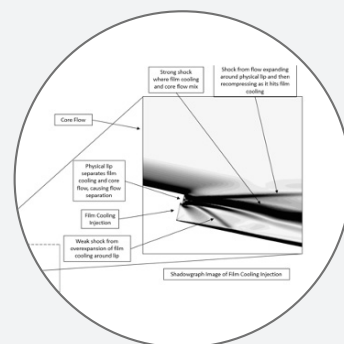 Strong shock
where film cooling
and core flow mix
Shock from flow expanding
around physical lip and then
recompressing as it hits film
cooling
Core Flow
Physical lip
separates film
cooling and core
flow, causing flow
separation
Film Cooling
Injection
Weak shock from
overexpansion of film
cooling around lip
Shadowgraph Image of Film Cooling Injection